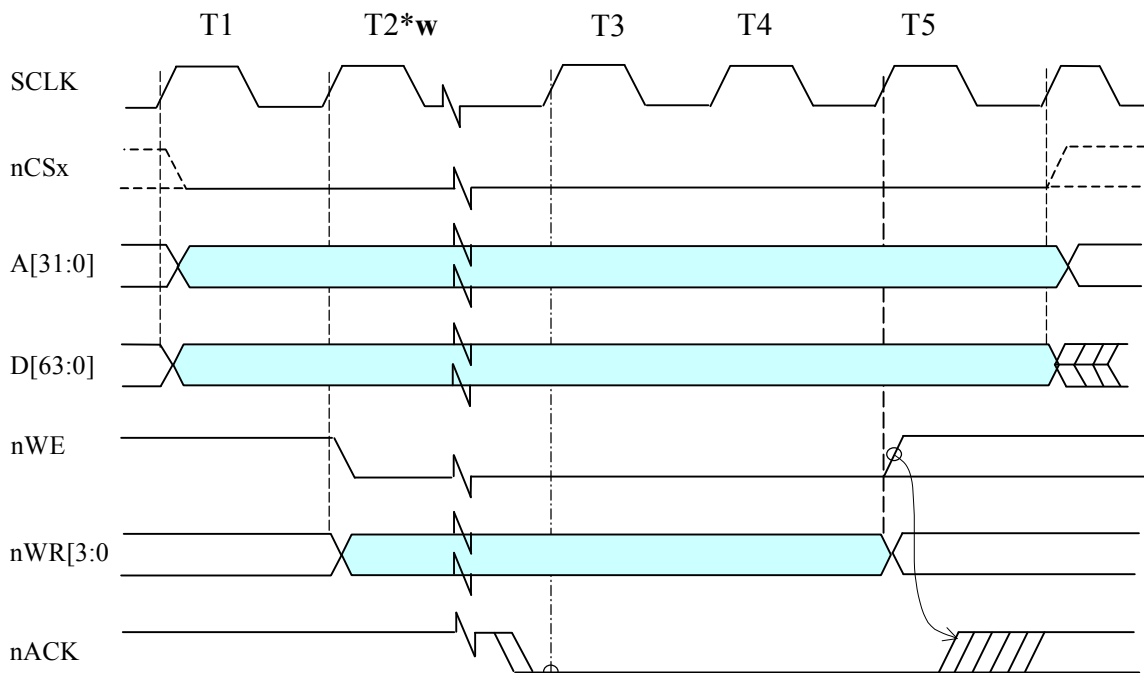 T1 T2*w T3 T4 T5
SCLK
nCSx
A[31:0]
D[63:0]
nWE
nWR[3:0
nACK